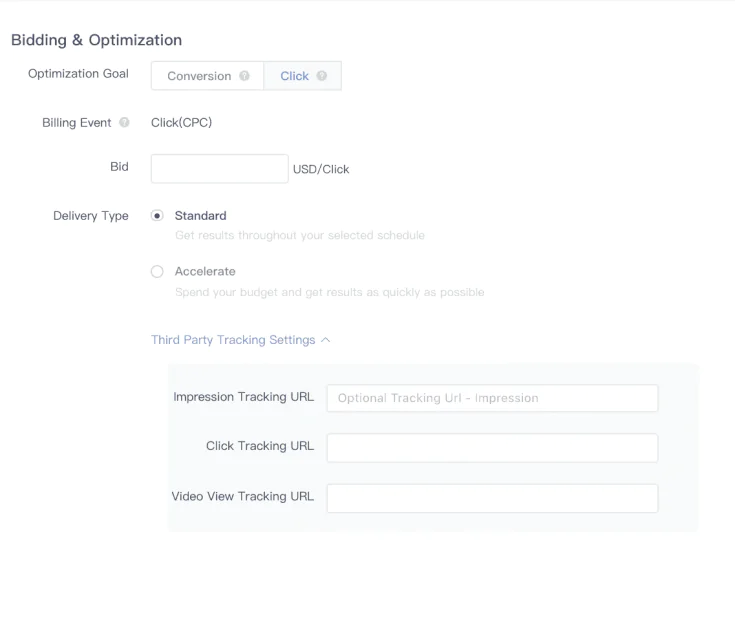 Bidding & Optimization
Optimization Goal Conversion ? Click ?
Billing Event ? Click(CPC)
Bid USD/Click
Delivery Type Standard
Get results throughout your selected schedule
Accelerate
Spend your budget and get results as quickly as possible
Third Party Tracking Settings
Impression Tracking URL Optional Tracking Url - Impression
Click Tracking URL
Video View Tracking URL